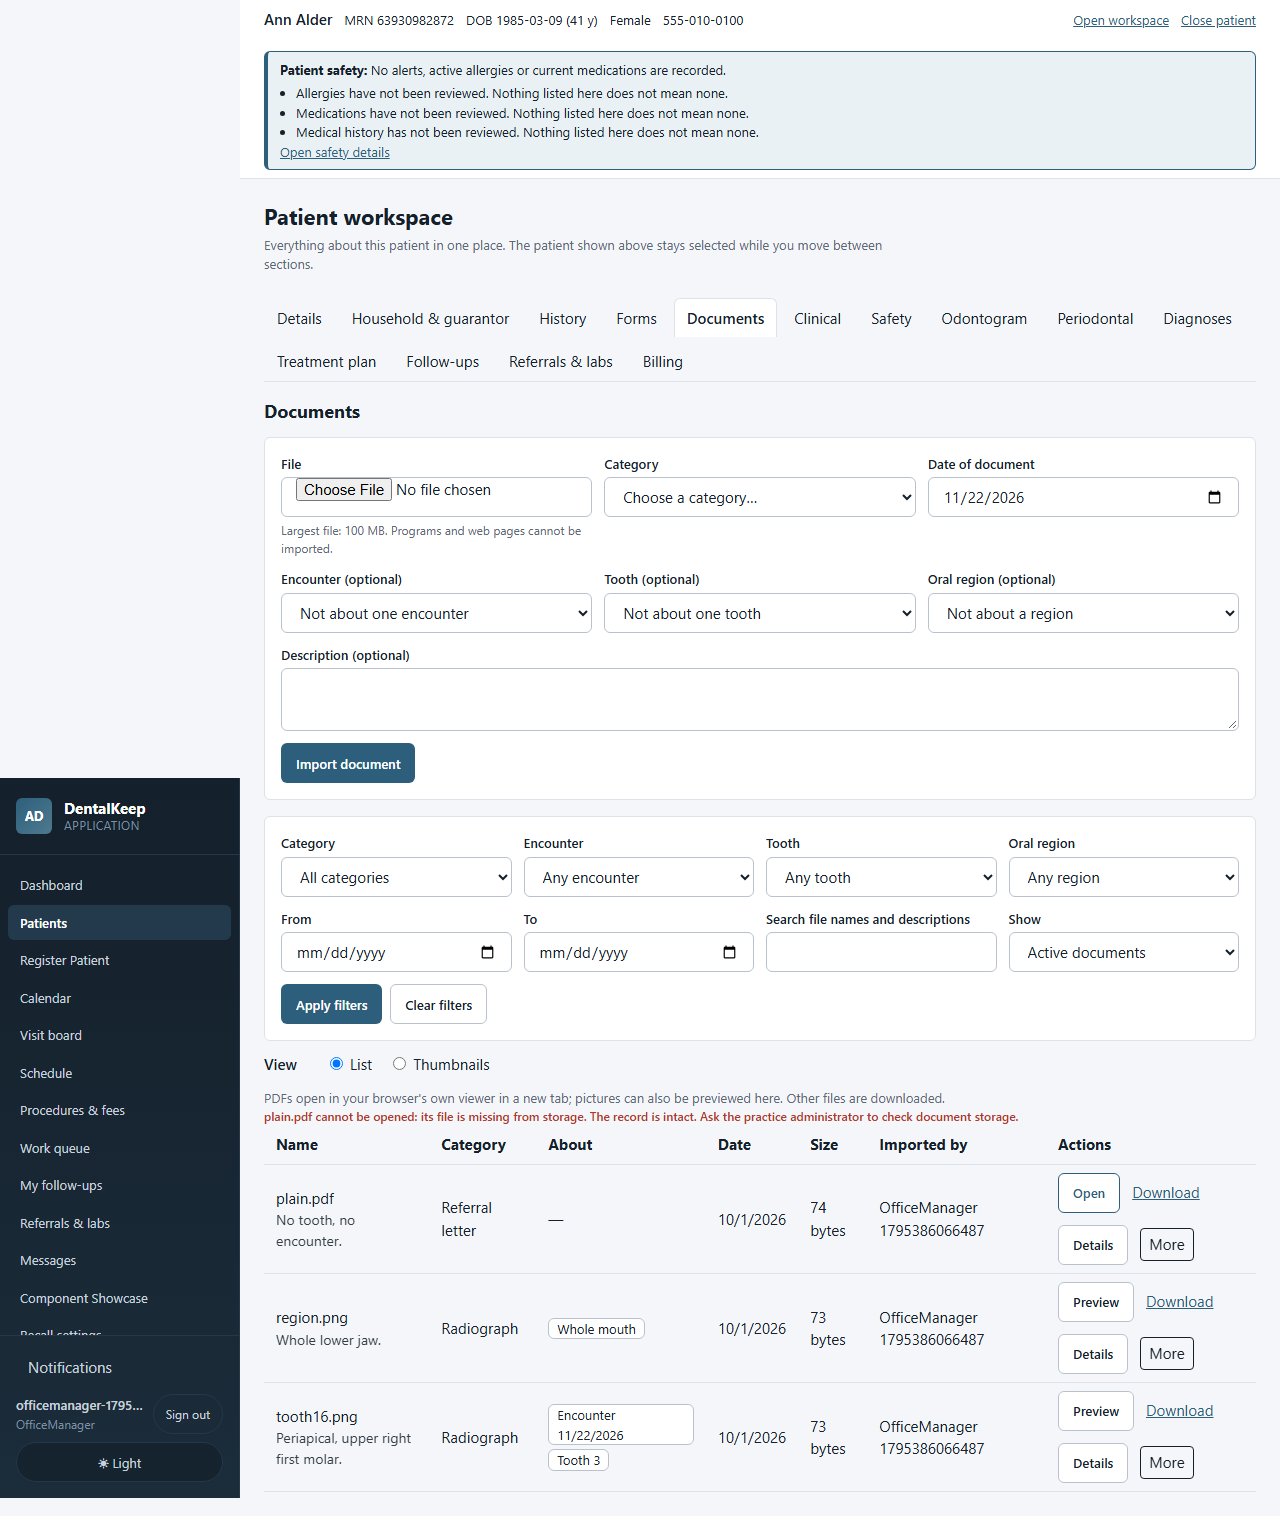 Ann Alder MRN 63930982872 DOB 1985-03-09 (41 y) Female 555-010-0100 Open workspace Close patient
Patient safety: No alerts, active allergies or current medications are recorded.
Allergies have not been reviewed. Nothing listed here does not mean none.
Medications have not been reviewed. Nothing listed here does not mean none.
Medical history has not been reviewed. Nothing listed here does not mean none.
Open safety details
Patient workspace
Everything about this patient in one place. The patient shown above stays selected while you move between
sections.
Details Household & guarantor History Forms Documents Clinical Safety Odontogram Periodontal Diagnoses
Treatment plan Follow-ups Referrals & labs Billing
Documents
File Category Date of document
Choose File No file chosen Choose a category... 11/22/2026
Largest file: 100 MB. Programs and web pages cannot be
imported.
Encounter (optional) Tooth (optional) Oral region (optional)
Not about one encounter Not about one tooth Not about a region
Description (optional)
Import document
Category Encounter Tooth Oral region
All categories Any encounter Any tooth Any region
From To Search file names and descriptions Show
mm/dd/yyyy mm/dd/yyyy Active documents
Apply filters Clear filters
View List Thumbnails
PDFs open in your browser's own viewer in a new tab; pictures can also be previewed here. Other files are downloaded.
plain.pdf cannot be opened: its file is missing from storage. The record is intact. Ask the practice administrator to check document storage.
Name Category About Date Size Imported by Actions
plain.pdf
No tooth, no
encounter.
Referral
letter
—
10/1/2026
74
bytes
OfficeManager
1795386066487
Open Download
Details More
region.png
Whole lower jaw.
Radiograph
Whole mouth
10/1/2026
73
bytes
OfficeManager
1795386066487
Preview Download
Details More
tooth16.png
Periapical, upper right
first molar.
Radiograph
Encounter
11/22/2026
Tooth 3
10/1/2026
73
bytes
OfficeManager
1795386066487
Preview Download
Details More
AD DentalKeep
APPLICATION
Dashboard
Patients
Register Patient
Calendar
Visit board
Schedule
Procedures & fees
Work queue
My follow-ups
Referrals & labs
Messages
Component Showcase
Recall settings
Notifications
officemanager-1795...
OfficeManager
Sign out
☀ Light